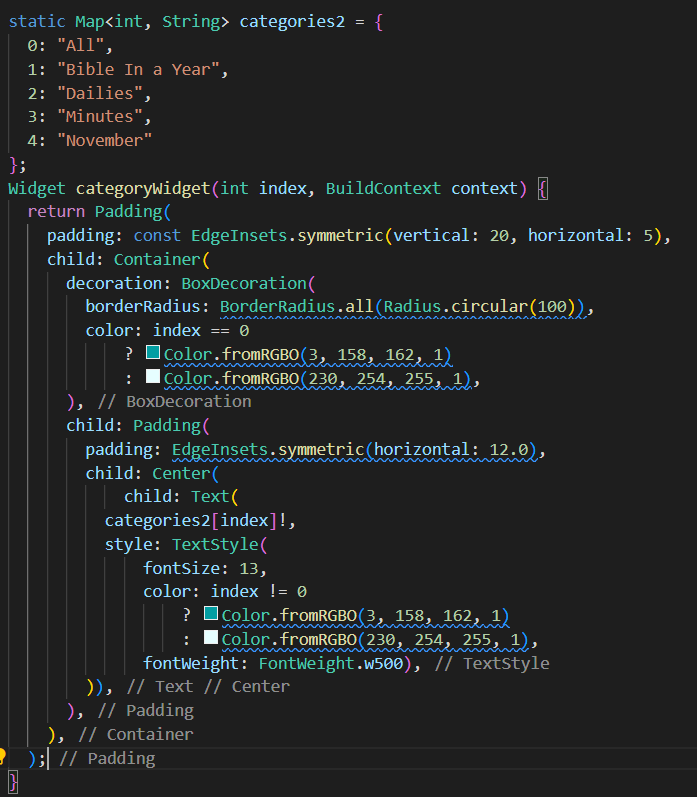 static Map<int, String> categories2 = {
  0: "All",
  1: "Bible In a Year",
  2: "Dailies",
  3: "Minutes",
  4: "November"
};
Widget categoryWidget(int index, BuildContext context) {
  return Padding(
    padding: const EdgeInsets.symmetric(vertical: 20, horizontal: 5),
    child: Container(
      decoration: BoxDecoration(
        borderRadius: BorderRadius.all(Radius.circular(100)),
        color: index == 0
            ? Color.fromRGBO(3, 158, 162, 1)
            : Color.fromRGBO(230, 254, 255, 1),
      ), // BoxDecoration
      child: Padding(
        padding: EdgeInsets.symmetric(horizontal: 12.0),
        child: Center(
            child: Text(
          categories2[index]!,
          style: TextStyle(
              fontSize: 13,
              color: index != 0
                  ? Color.fromRGBO(3, 158, 162, 1)
                  : Color.fromRGBO(230, 254, 255, 1),
              fontWeight: FontWeight.w500), // TextStyle
        )), // Text // Center
      ), // Padding
    ), // Container
  ); // Padding
}